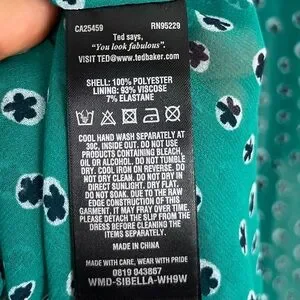 CA25459 RN95229
Ted says,
"You look fabulous".
VISIT TED@WWW.tedbaker.com
SHELL: 100% POLYESTER
LINING: 93% VISCOSE
7% ELASTANE
COOL HAND WASH SEPARATELY AT
30C, INSTEAD. DO NOT USE
PRODUCTS CONTAINING BLEACH,
OIL OR ALCOHOL. DO NOT TUMBLE
DRY. COOL IRON ON REVERSE. DO
NOT DRY CLEAN. DO NOT DRY IN
DIRECT SUNLIGHT. DRY FLAT.
DO NOT SOAK. DUE TO THE RAW
EDGE CONSTRUCTION OF THIS
GARMENT, IT MAY FRAY OVER TIME.
PLEASE DETACH THE SLIP FROM THE
DRESS BEFORE CLEANING THE
ITEMS SEPARATELY.
MADE IN CHINA
MADE WITH CARE, WEAR WITH PRIDE
0819 043867
WMD-SIBELLA-WH9W